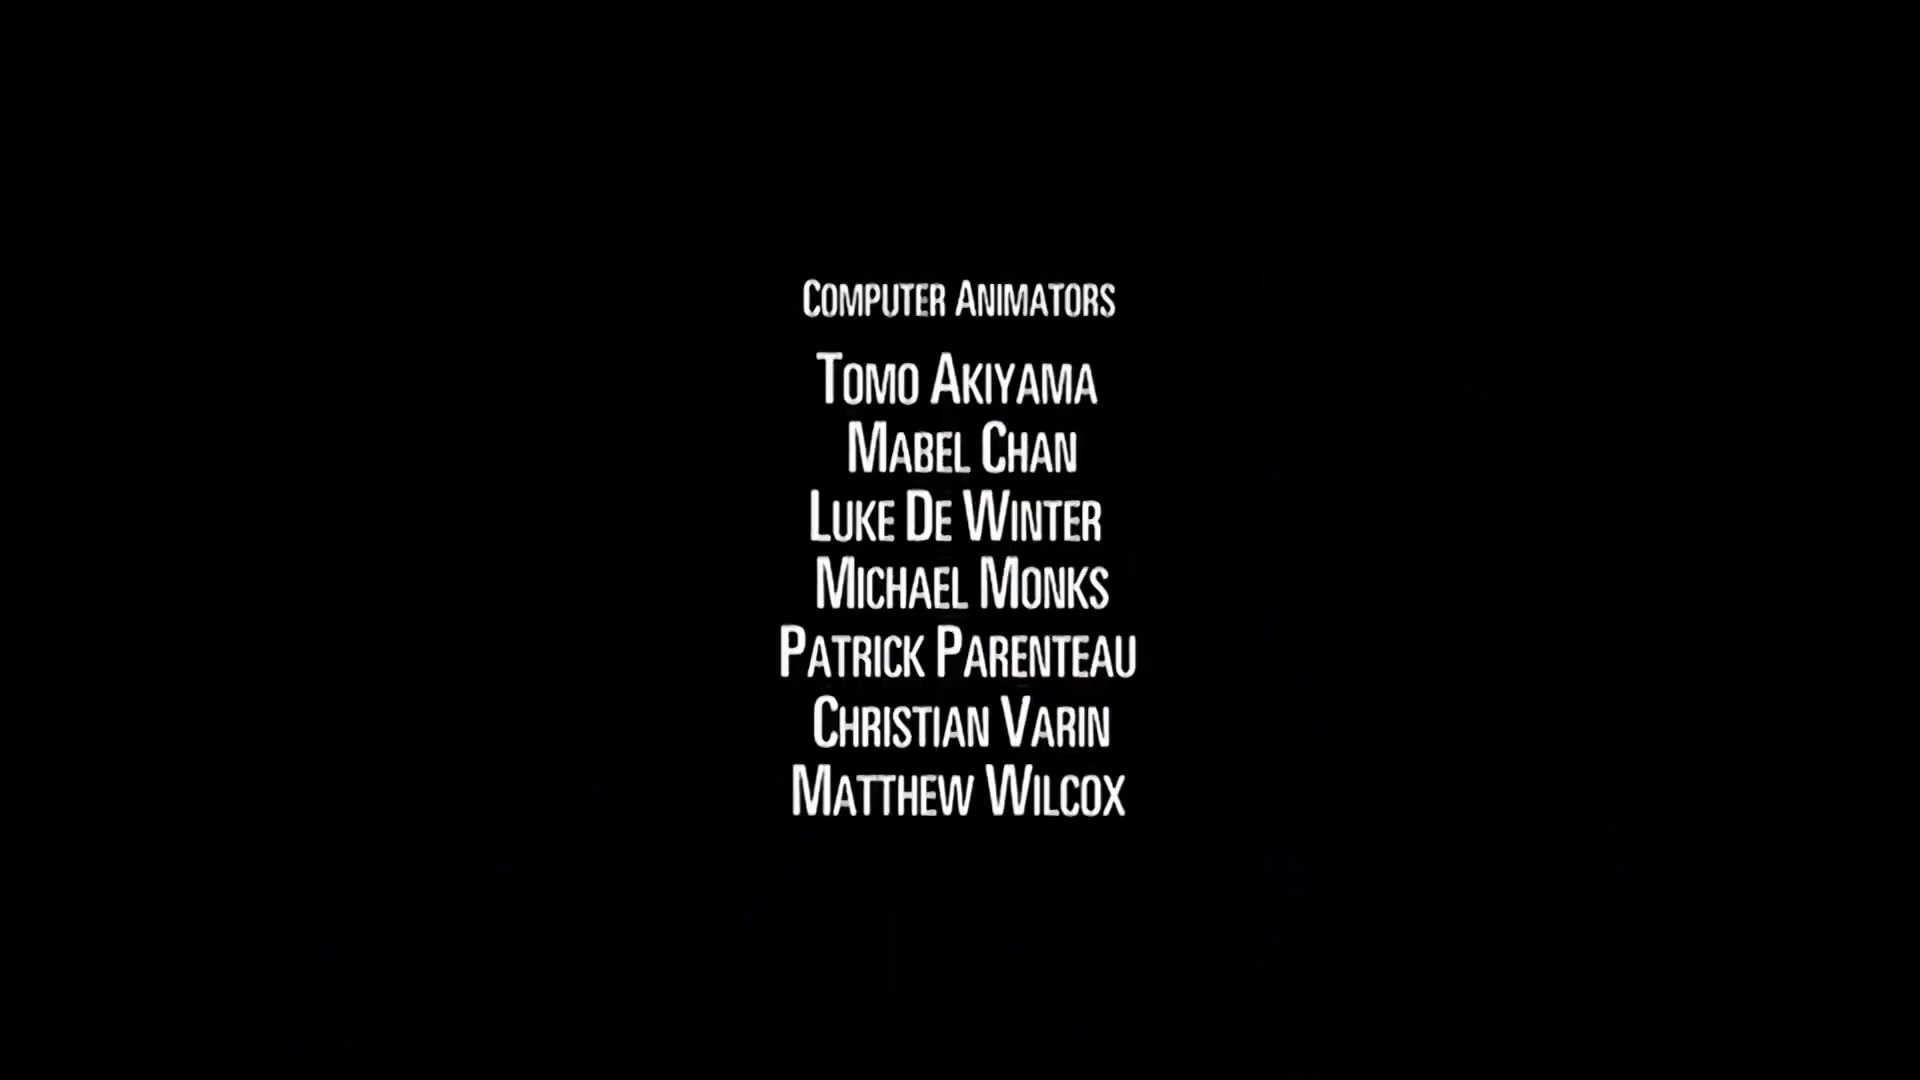 COMPUTER ANIMATORS
TOMO AKIYAMA
MABEL CHAN
LUKE DE WINTER
MICHAEL MONKS
PATRICK PARENTEAU
CHRISTIAN VARIN
MATTHEW WILCOX